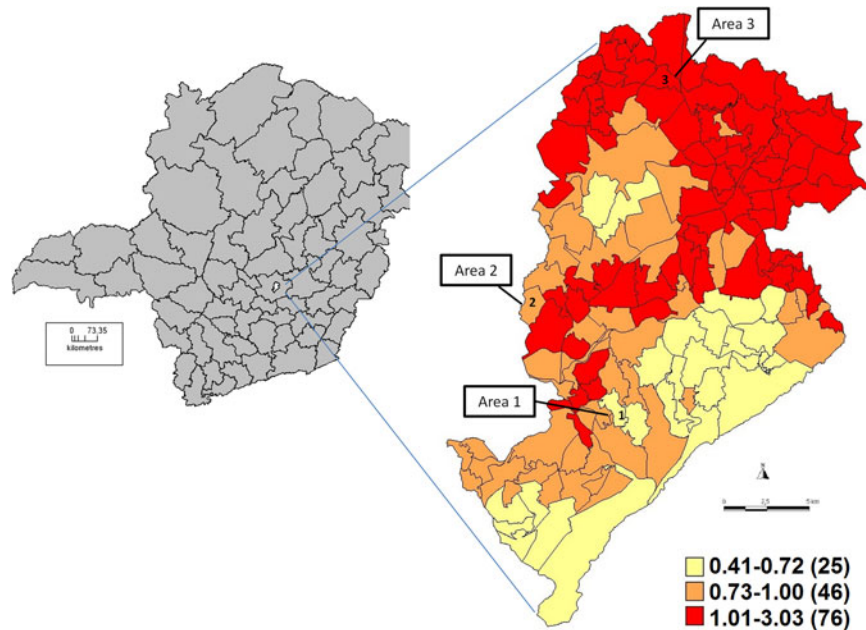 Area 3
3
Area 2
2
Area 1
1
0 73,35
kilometres
N
0 2,5 5 km
0.41-0.72 (25)
0.73-1.00 (46)
1.01-3.03 (76)